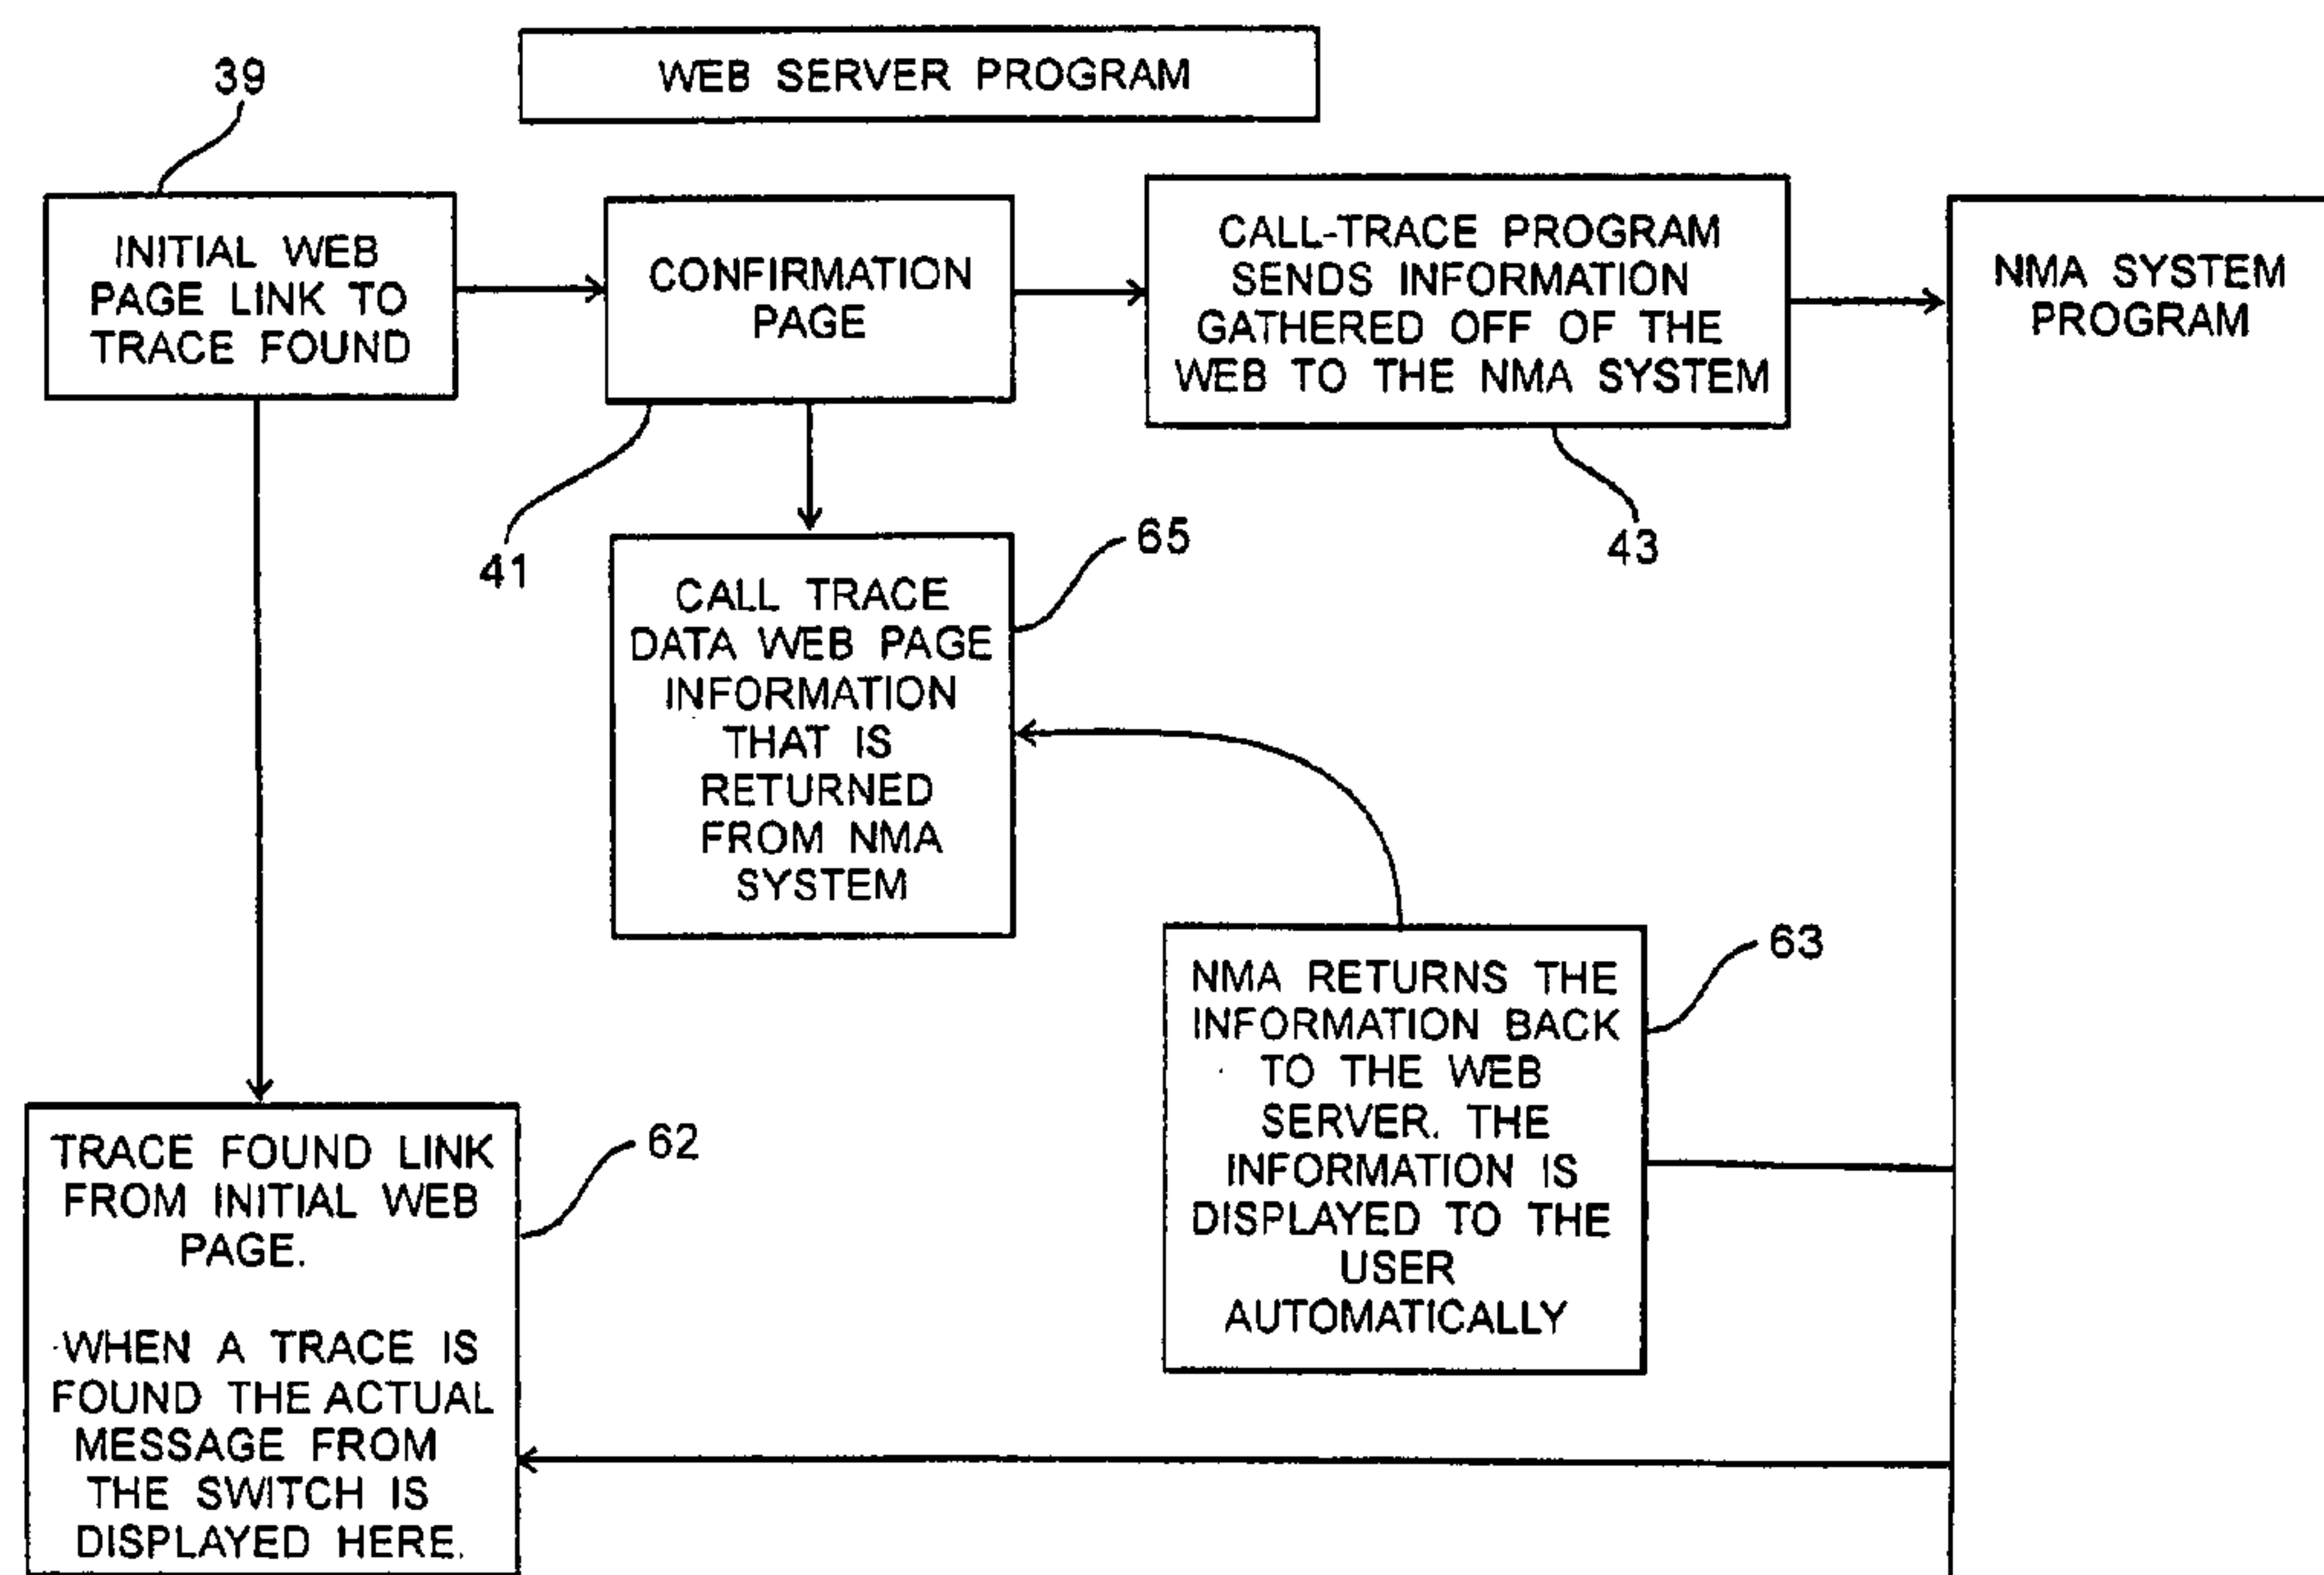 WEB SERVER PROGRAM
39
INITIAL WEB
PAGE LINK TO
TRACE FOUND
CONFIRMATION
PAGE
41
CALL-TRACE PROGRAM
SENDS INFORMATION
GATHERED OFF OF THE
WEB TO THE NMA SYSTEM
43
NMA SYSTEM
PROGRAM
CALL TRACE
DATA WEB PAGE
INFORMATION
THAT IS
RETURNED
FROM NMA
SYSTEM
65
NMA RETURNS THE
INFORMATION BACK
TO THE WEB
SERVER. THE
INFORMATION IS
DISPLAYED TO THE
USER
AUTOMATICALLY
63
TRACE FOUND LINK
FROM INITIAL WEB
PAGE.
WHEN A TRACE IS
FOUND THE ACTUAL
MESSAGE FROM
THE SWITCH IS
DISPLAYED HERE.
62